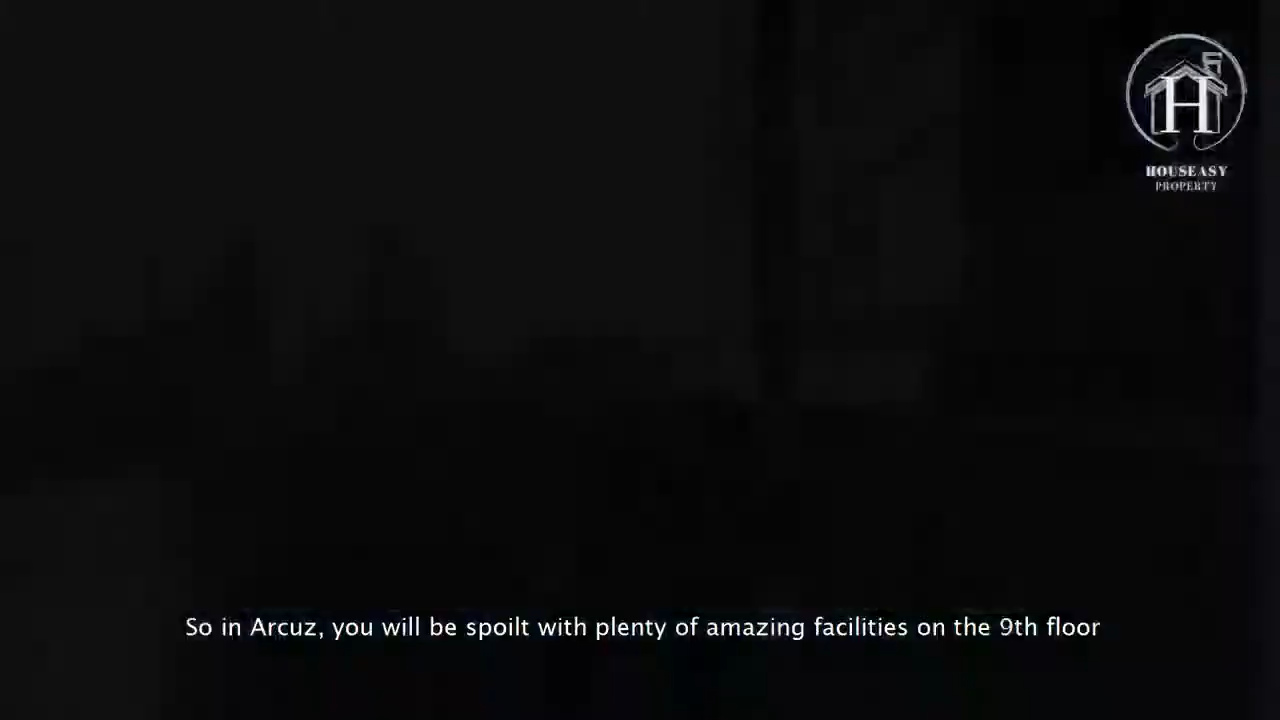 HOUSEASY
PROPERTY
So in Arcuz, you will be spoilt with plenty of amazing facilities on the 9th floor